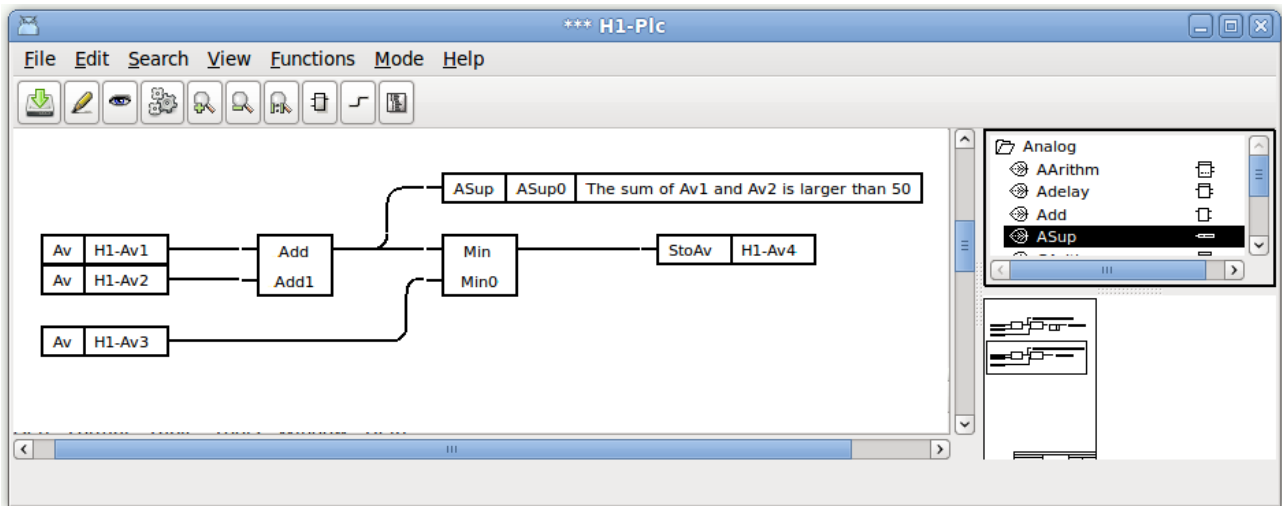 *** H1-Plc
File Edit Search View Functions Mode Help
Analog
AArithm
Adelay
Add
ASup
ASup ASup0 The sum of Av1 and Av2 is larger than 50
Av H1-Av1
Av H1-Av2
Add
Add1
Min
Min0
StoAv H1-Av4
Av H1-Av3